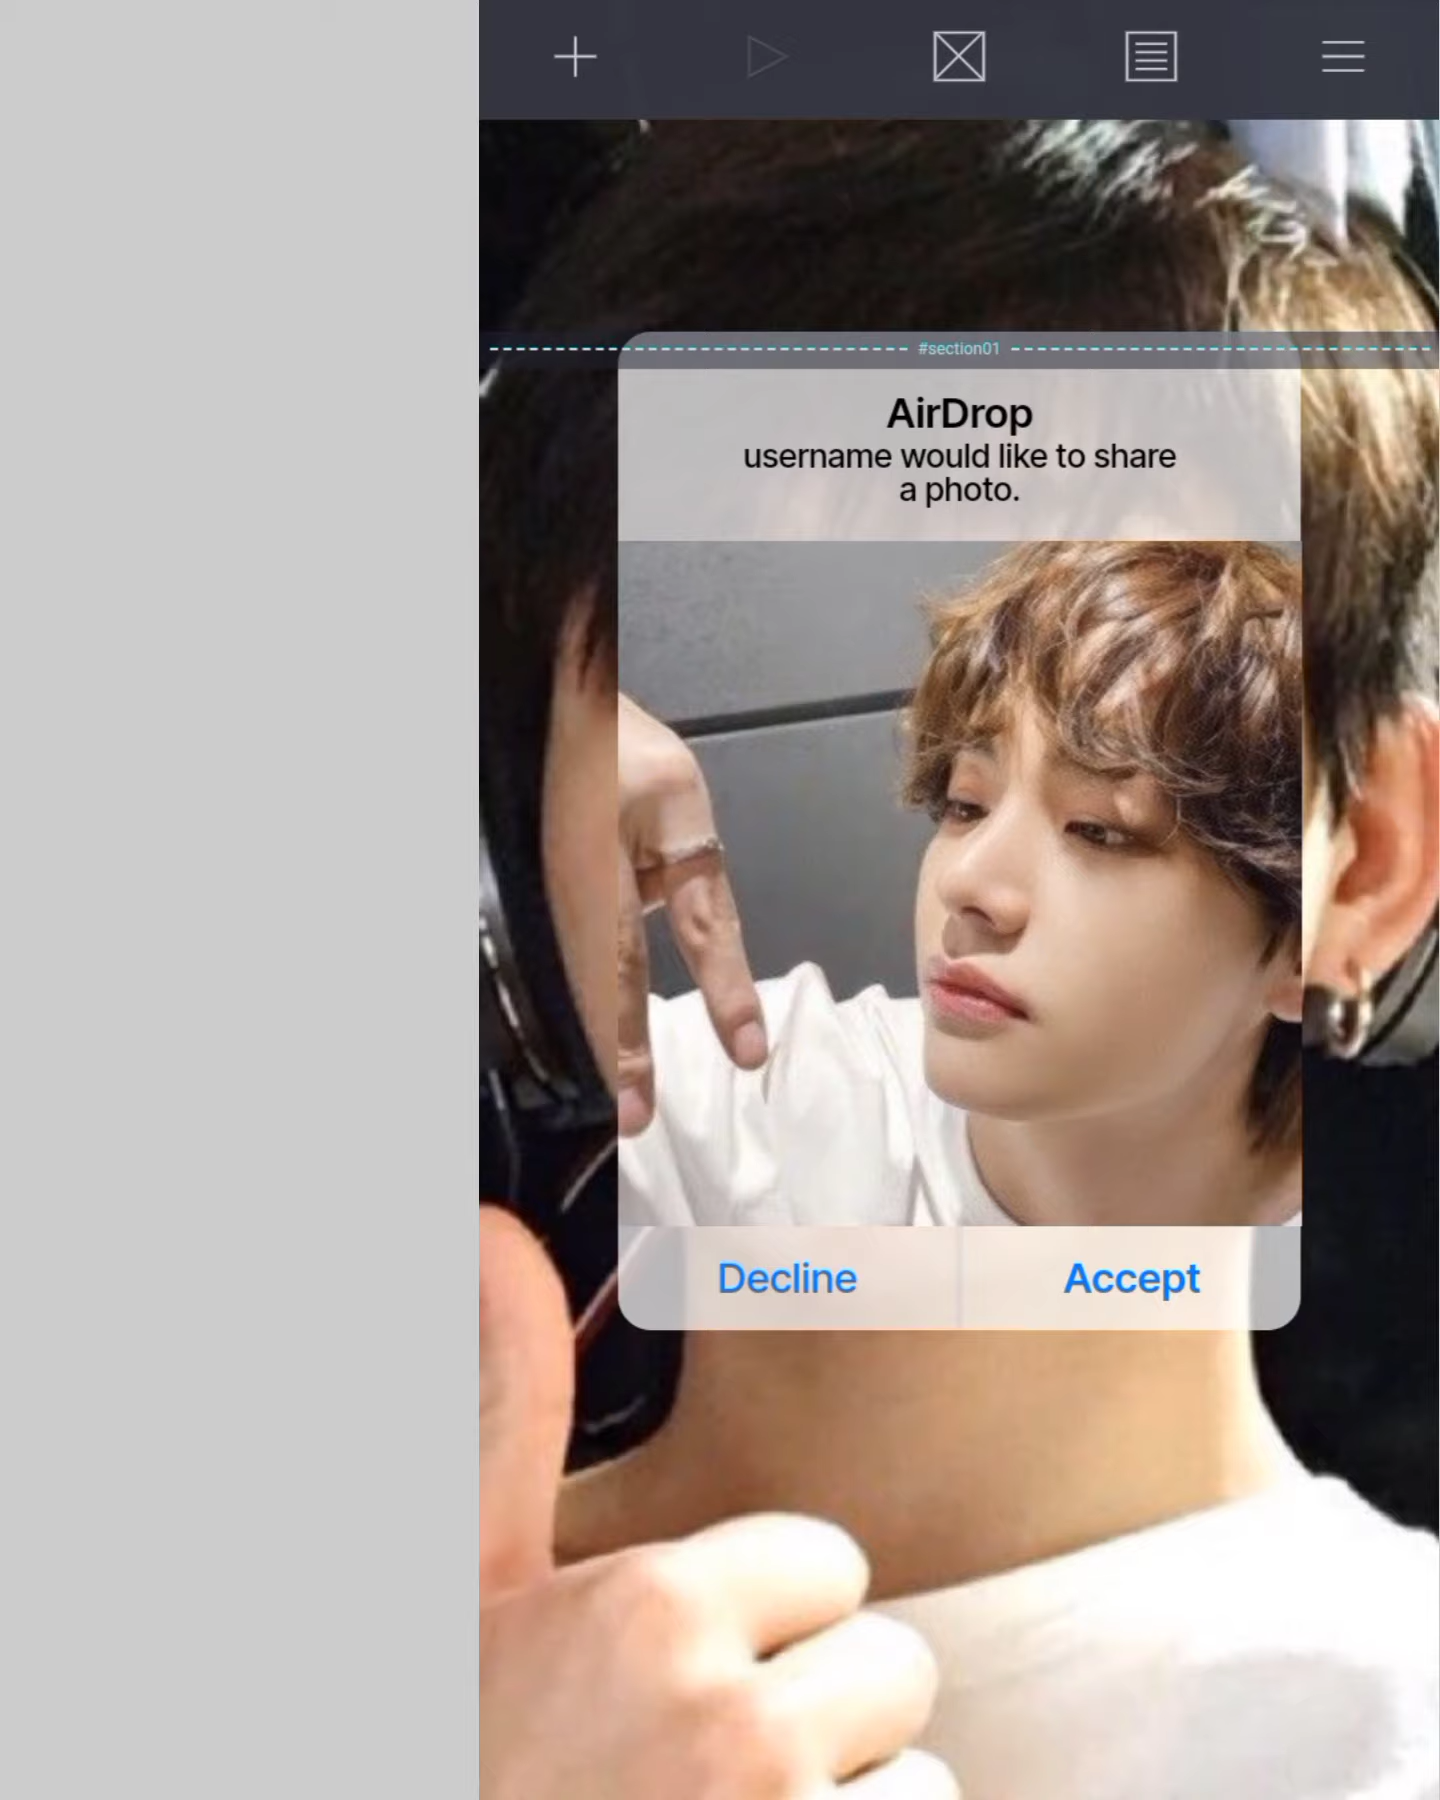 #section01
AirDrop
username would like to share
a photo.
Decline
Accept